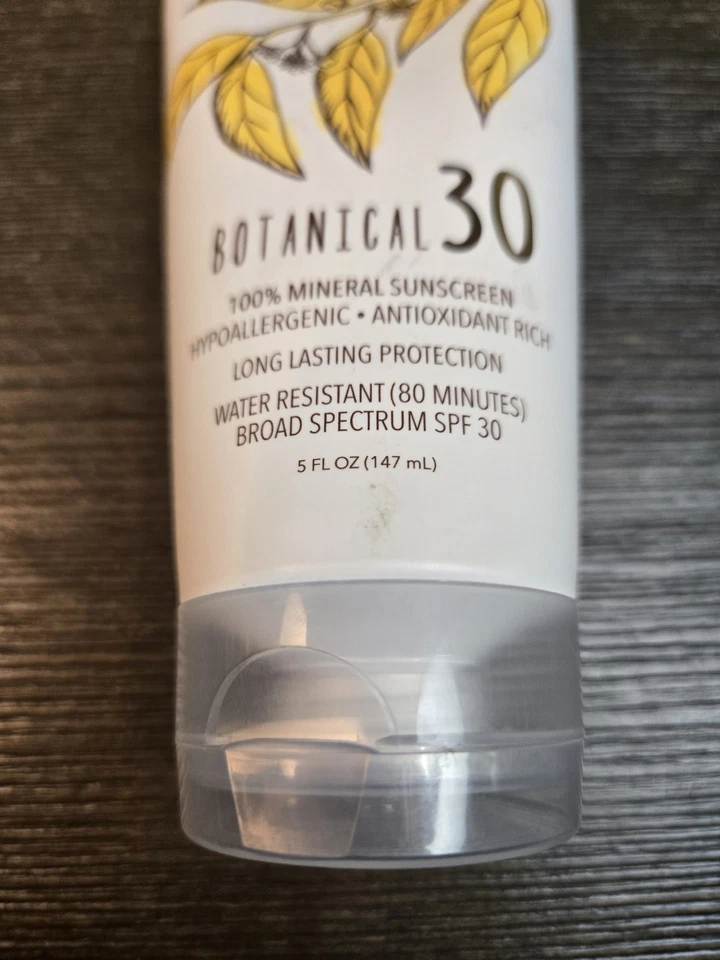 BOTANICAL 30
100% MINERAL SUNSCREEN
HYPOALLERGENIC • ANTIOXIDANT RICH
LONG LASTING PROTECTION
WATER RESISTANT (80 MINUTES)
BROAD SPECTRUM SPF 30
5 FL OZ (147 mL)